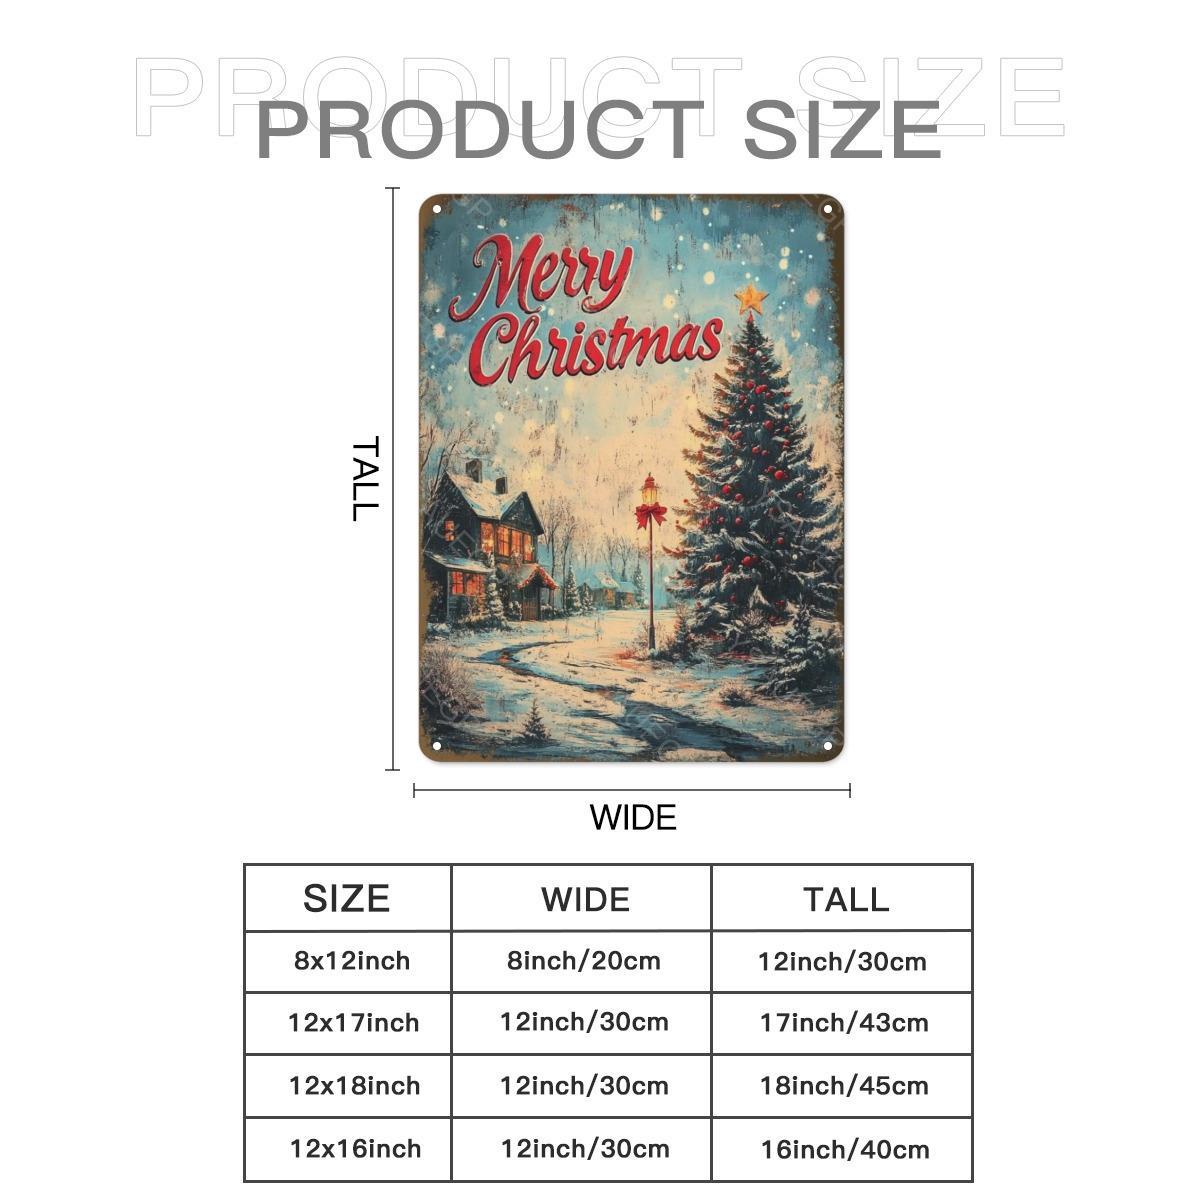 PRODUCT SIZE
PRODUCT SIZE
Merry
Christmas
TALL
WIDE
SIZE WIDE TALL
8x12inch 8inch/20cm 12inch/30cm
12x17inch 12inch/30cm 17inch/43cm
12x18inch 12inch/30cm 18inch/45cm
12x16inch 12inch/30cm 16inch/40cm